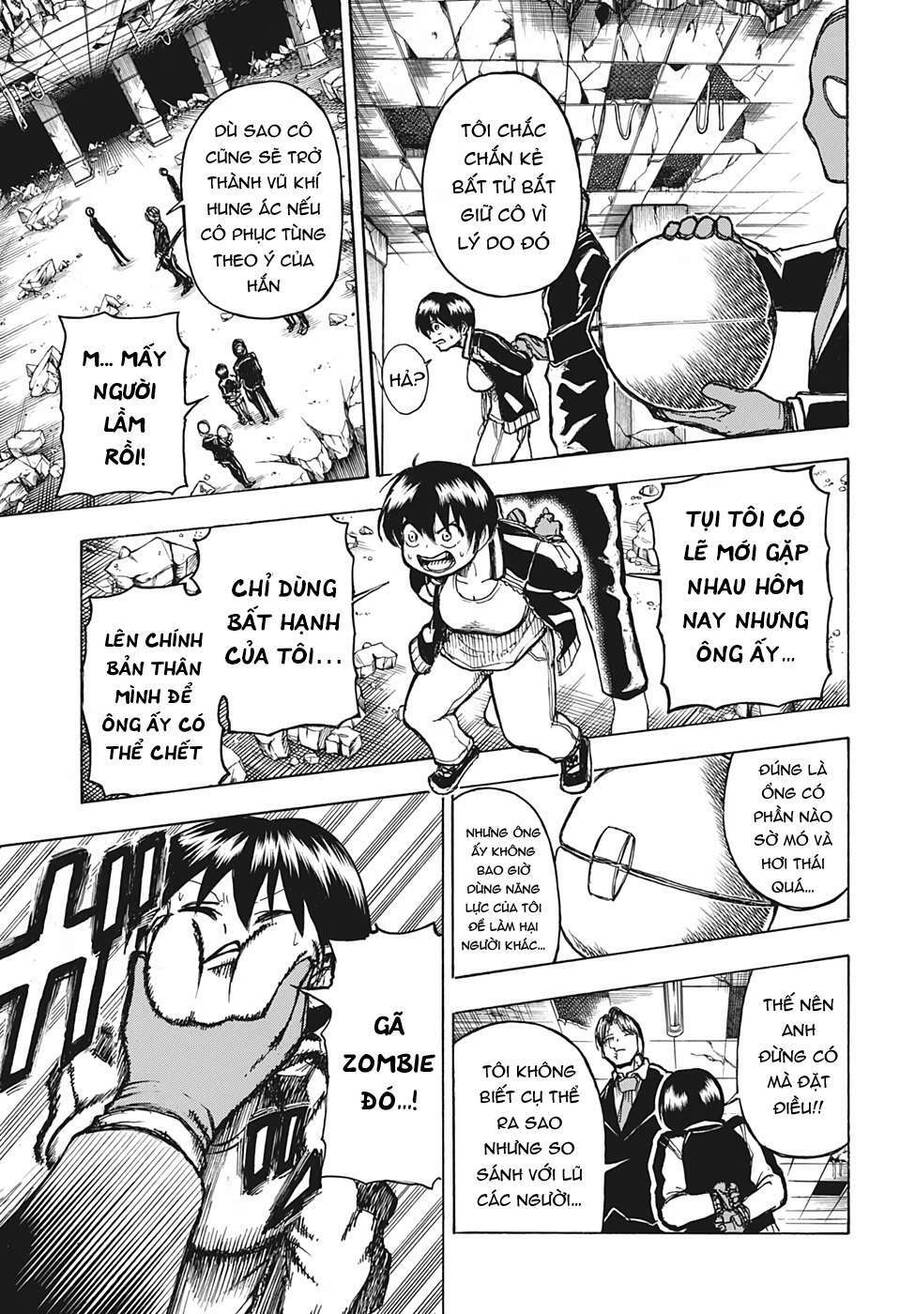 TÔI CHẮC
CHẮN KẺ
BẤT TỬ BẮT
GIỮ CÔ VÌ
LÝ DO ĐÓ
HẢ?
DÙ SAO CÔ
CŨNG SẼ TRỞ
THÀNH VŨ KHÍ
HUNG ÁC NẾU
CÔ PHỤC TÙNG
THEO Ý CỦA
HẮN
M... MẤY
NGƯỜI
LẦM
RỒI!
TỤI TÔI CÓ
LẼ MỚI GẶP
NHAU HÔM
NAY NHƯNG
ÔNG ẤY...
CHỈ DÙNG
BẤT HẠNH
CỦA TÔI...
LÊN CHÍNH
BẢN THÂN
MÌNH ĐỂ
ÔNG ẤY CÓ
THỂ CHẾT
ĐÚNG LÀ
ỔNG CÓ
PHẦN NÀO
SỜ MÓ VÀ
HƠI THÁI
QUÁ...
NHƯNG ÔNG
ẤY KHÔNG
BAO GIỜ
DÙNG NĂNG
LỰC CỦA TÔI
ĐỂ LÀM HẠI
NGƯỜI KHÁC...
THẾ NÊN
ANH
ĐỪNG CÓ
MÀ ĐẶT
ĐIỀU!!
TÔI KHÔNG
BIẾT CỤ THỂ
RA SAO
NHƯNG SO
SÁNH VỚI LŨ
CÁC NGƯỜI...
GÃ
ZOMBIE
ĐÓ...!